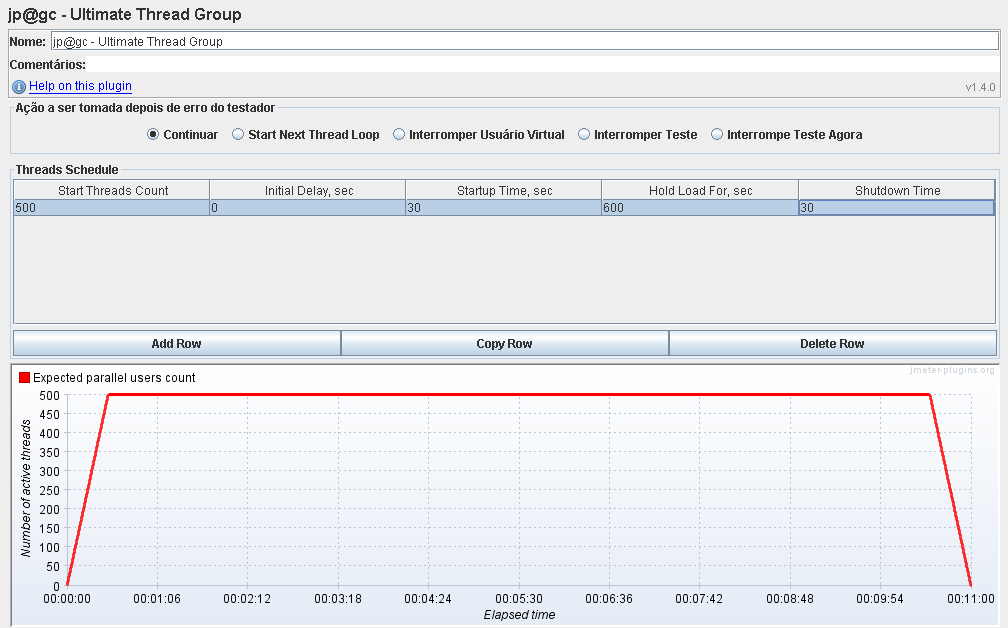 jp@gc - Ultimate Thread Group
Nome: jp@gc - Ultimate Thread Group
Comentários:
Help on this plugin v1.4.0
Ação a ser tomada depois de erro do testador
Continuar Start Next Thread Loop Interromper Usuário Virtual Interromper Teste Interrompe Teste Agora
Threads Schedule
Start Threads Count Initial Delay, sec Startup Time, sec Hold Load For, sec Shutdown Time
500 0 30 600 30
Add Row Copy Row Delete Row
jmeter-plugins.org
Expected parallel users count
500
450
400
350
300
250
200
150
100
50
0
Number of active threads
00:00:00 00:01:06 00:02:12 00:03:18 00:04:24 00:05:30 00:06:36 00:07:42 00:08:48 00:09:54 00:11:00
Elapsed time